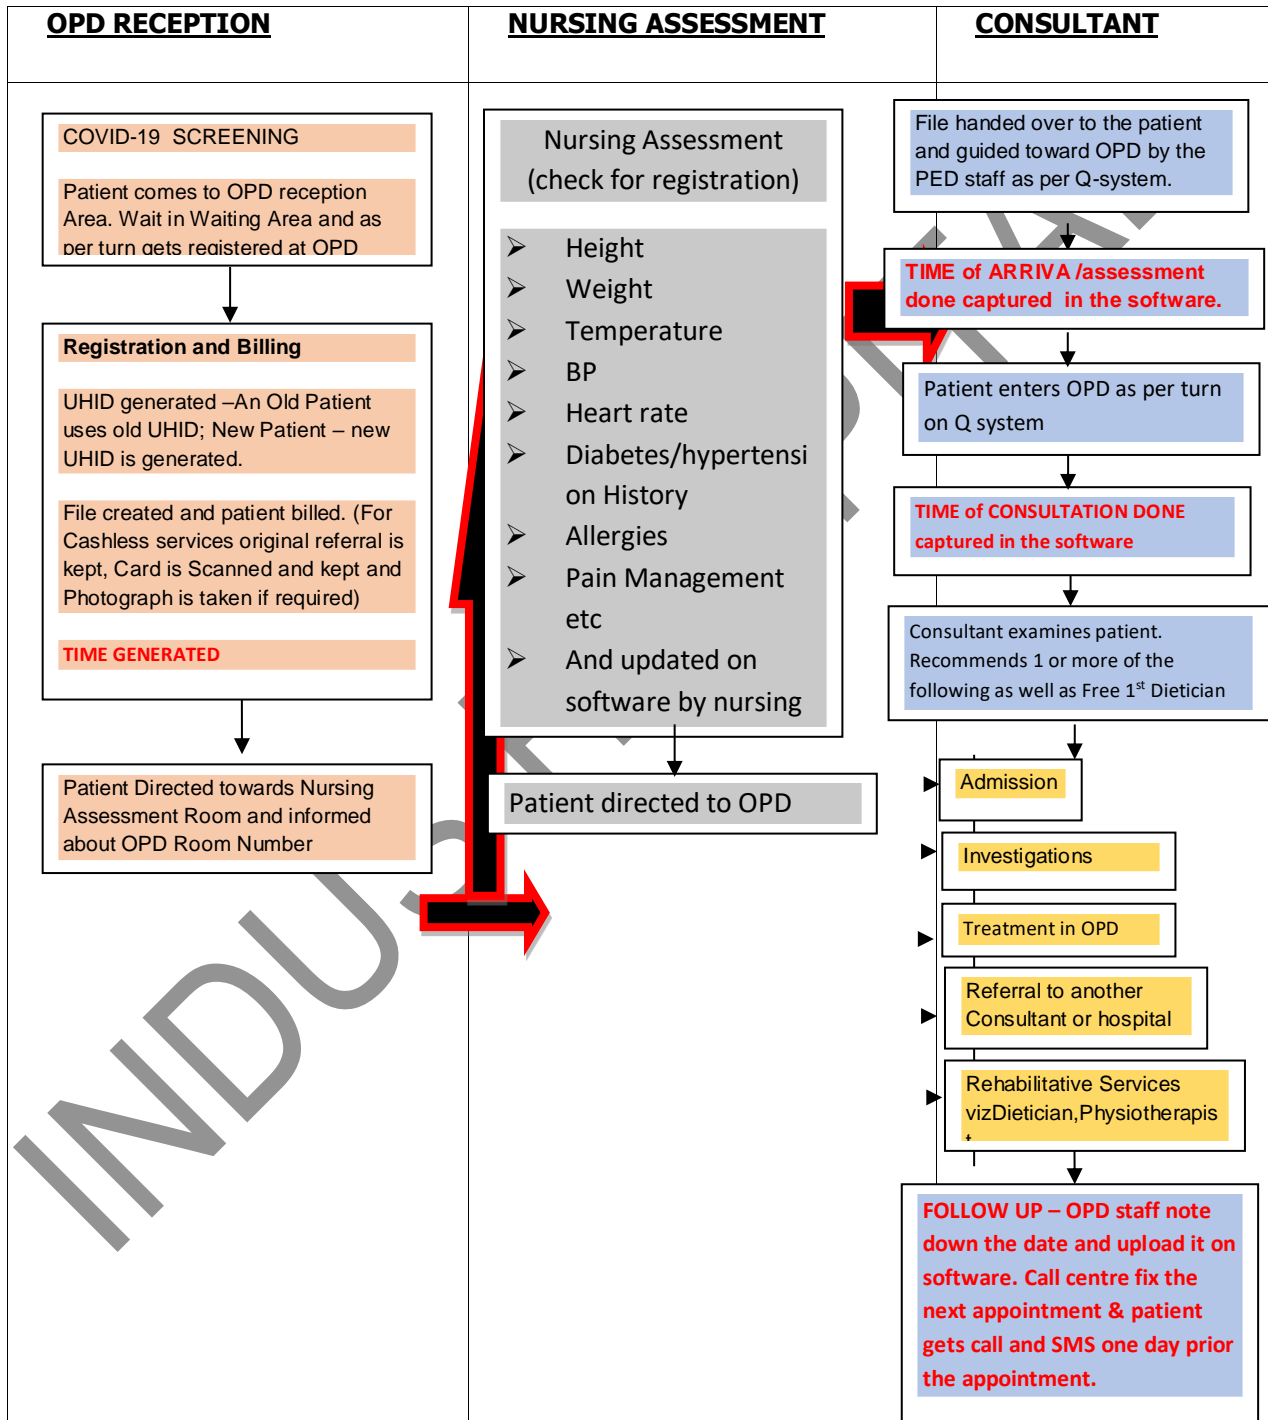 OPD RECEPTION
NURSING ASSESSMENT
CONSULTANT
COVID-19 SCREENING
Patient comes to OPD reception
Area. Wait in Waiting Area and as
per turn gets registered at OPD
Registration and Billing
UHID generated –An Old Patient
uses old UHID; New Patient – new
UHID is generated.
File created and patient billed. (For
Cashless services original referral is
kept, Card is Scanned and kept and
Photograph is taken if required)
TIME GENERATED
Patient Directed towards Nursing
Assessment Room and informed
about OPD Room Number
Nursing Assessment
(check for registration)
➢ Height
➢ Weight
➢ Temperature
➢ BP
➢ Heart rate
➢ Diabetes/hypertensi
on History
➢ Allergies
➢ Pain Management
etc
➢ And updated on
software by nursing
Patient directed to OPD
File handed over to the patient
and guided toward OPD by the
PED staff as per Q-system.
TIME of ARRIVA /assessment
done captured in the software.
Patient enters OPD as per turn
on Q system
TIME of CONSULTATION DONE
captured in the software
Consultant examines patient.
Recommends 1 or more of the
following as well as Free 1st Dietician
Admission
Investigations
Treatment in OPD
Referral to another
Consultant or hospital
Rehabilitative Services
vizDietician,Physiotherapis
t
FOLLOW UP – OPD staff note
down the date and upload it on
software. Call centre fix the
next appointment & patient
gets call and SMS one day prior
the appointment.